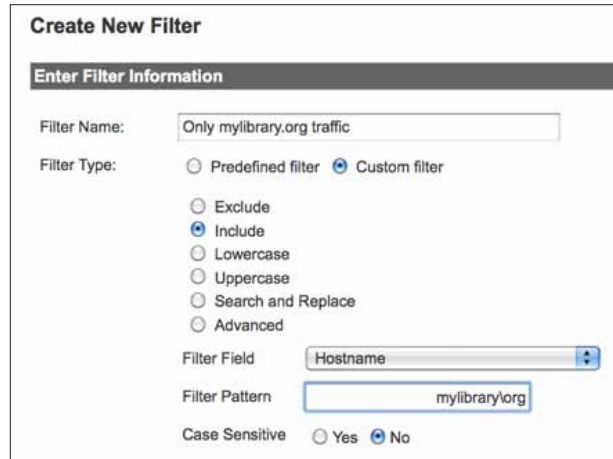 Create New Filter
Enter Filter Information
Filter Name: Only mylibrary.org traffic
Filter Type: Predefined filter Custom filter
Exclude
Include
Lowercase
Uppercase
Search and Replace
Advanced
Filter Field Hostname
Filter Pattern mylibrary\org
Case Sensitive Yes No